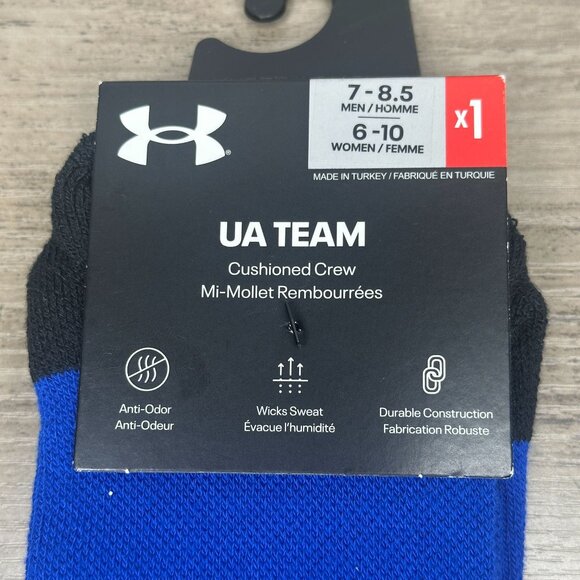 7 - 8.5
MEN / HOMME
6 - 10
WOMEN / FEMME
x1
MADE IN TURKEY / FABRIQUÉ EN TURQUIE
UA TEAM
Cushioned Crew
Mi-Mollet Rembourrées
Anti-Odor
Anti-Odeur
Wicks Sweat
Évacue l'humidité
Durable Construction
Fabrication Robuste